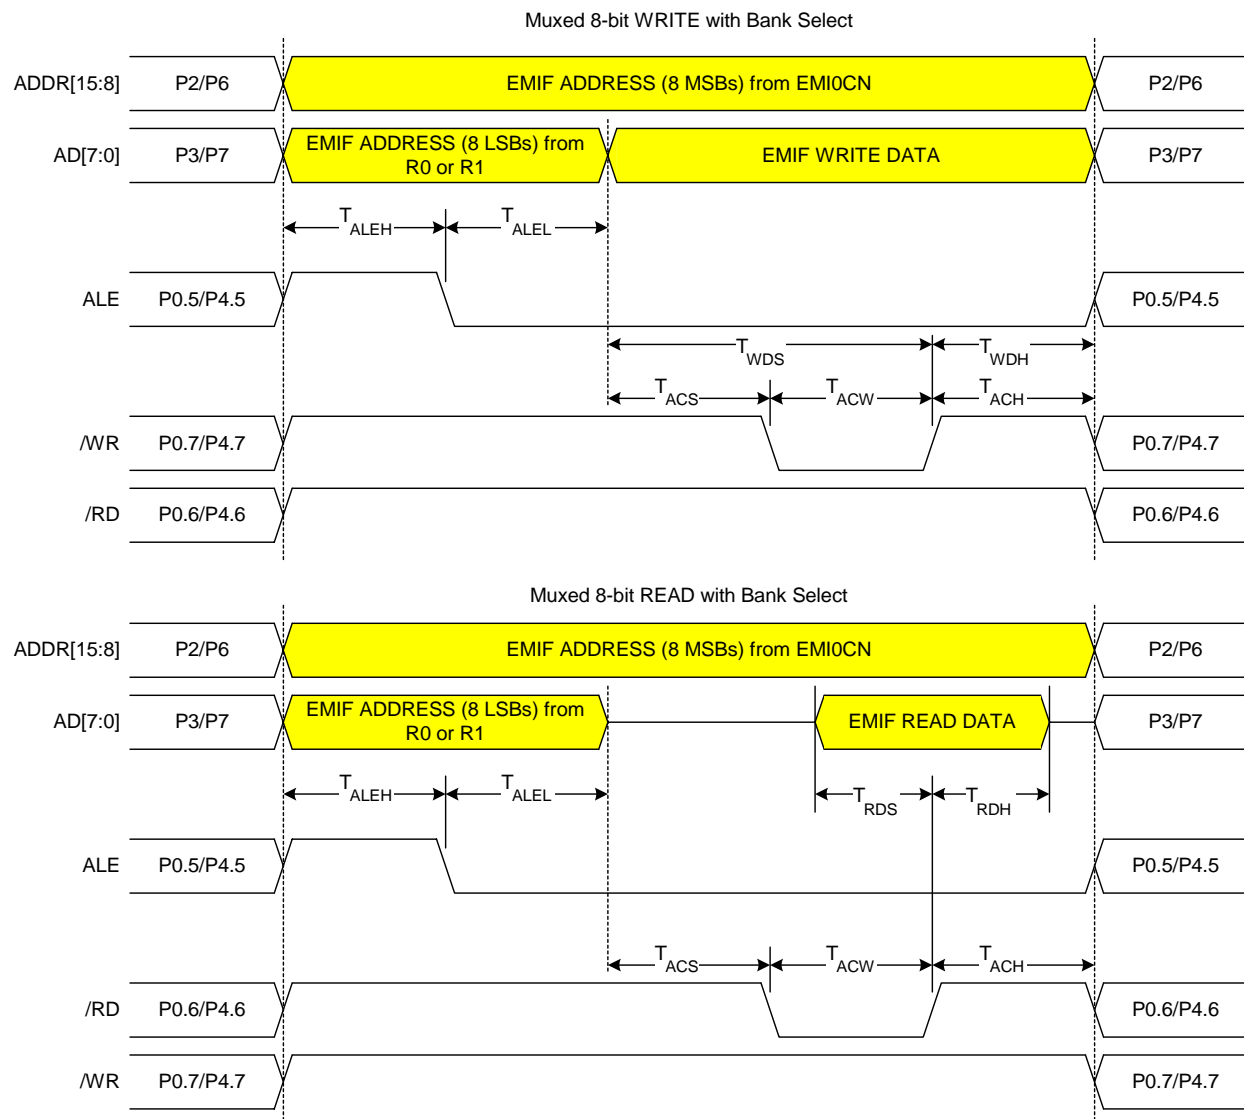 Muxed 8-bit WRITE with Bank Select
ADDR[15:8] P2/P6 EMIF ADDRESS (8 MSBs) from EMI0CN P2/P6
AD[7:0] P3/P7 EMIF ADDRESS (8 LSBs) from
R0 or R1 EMIF WRITE DATA P3/P7
TALEH TALEL
ALE P0.5/P4.5 P0.5/P4.5
TWDS TWDH
TACS TACW TACH
/WR P0.7/P4.7 P0.7/P4.7
/RD P0.6/P4.6 P0.6/P4.6
Muxed 8-bit READ with Bank Select
ADDR[15:8] P2/P6 EMIF ADDRESS (8 MSBs) from EMI0CN P2/P6
AD[7:0] P3/P7 EMIF ADDRESS (8 LSBs) from
R0 or R1 EMIF READ DATA P3/P7
TALEH TALEL TRDS TRDH
ALE P0.5/P4.5 P0.5/P4.5
TACS TACW TACH
/RD P0.6/P4.6 P0.6/P4.6
/WR P0.7/P4.7 P0.7/P4.7